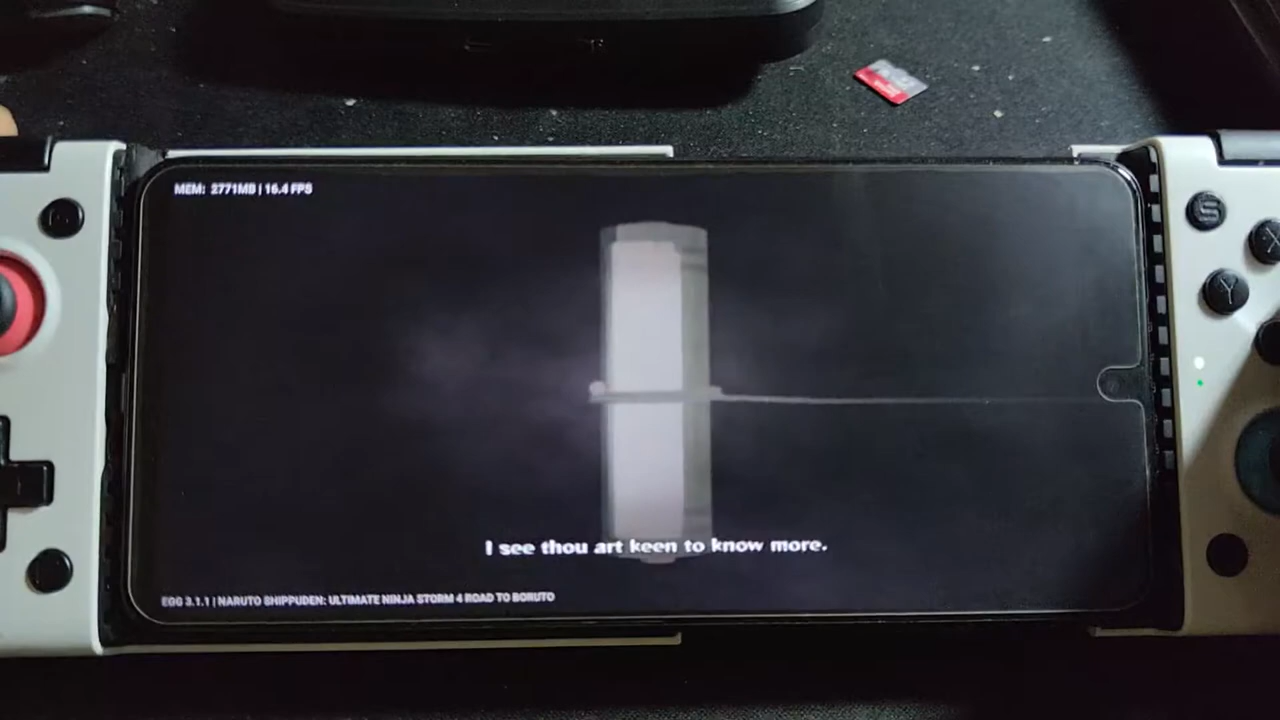 MEM: 2771MB | 16.4 FPS
S
X
Y
I see thou art keen to know more.
EGG 3.1.1 | NARUTO SHIPPUDEN: ULTIMATE NINJA STORM 4 ROAD TO BORUTO